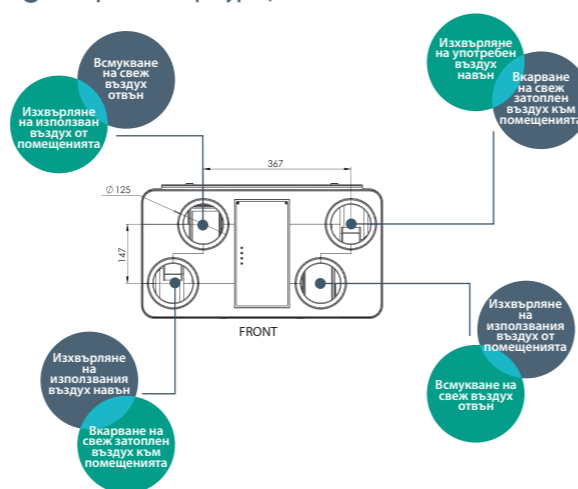 Всмукване
на свеж
въздух
отвън
Изхвърляне
на използван
въздух от
помещенията
Изхвърляне
на употребен
въздух
навън
Вкарване
на свеж
затоплен
въздух към
помещенията
367
Ø 125
147
FRONT
Изхвърляне
на
използвания
въздух навън
Вкарване на
свеж затоплен
въздух към
помещенията
Изхвърляне
на
използвания
въздух от
помещенията
Всмукване на
свеж въздух
отвън